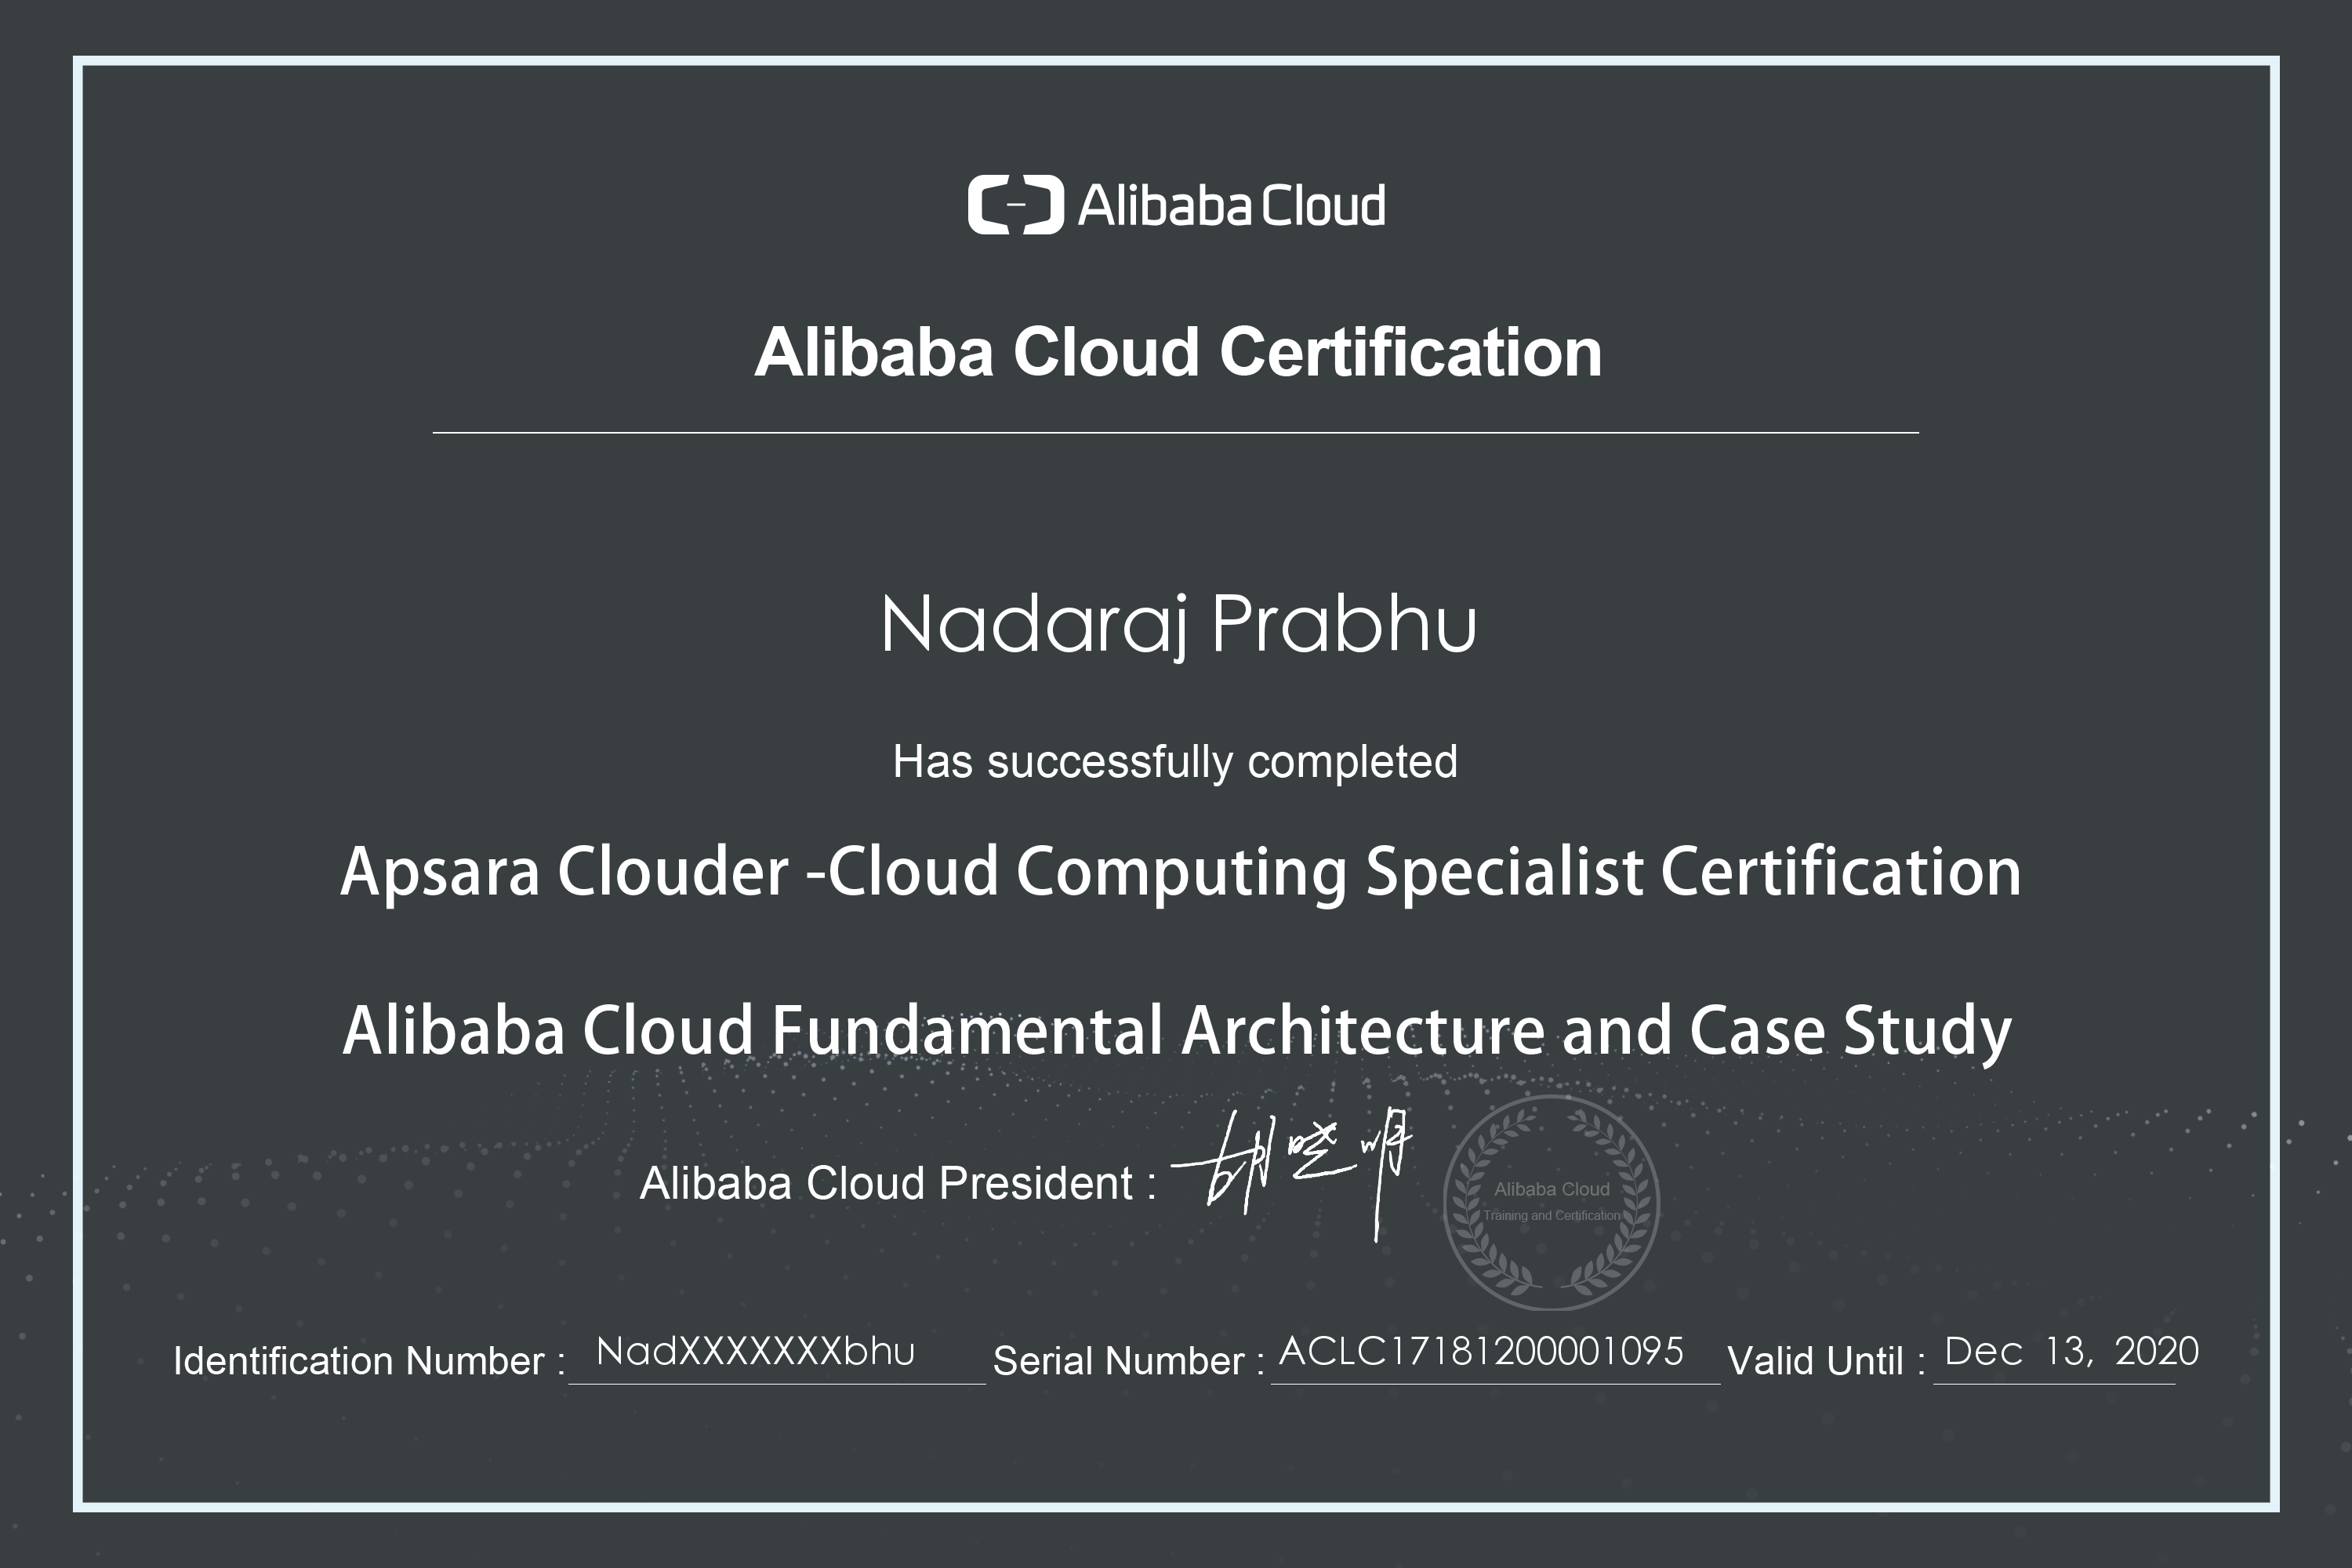 Alibaba Cloud
Alibaba Cloud Certification
Nadaraj Prabhu
Has successfully completed
Apsara Clouder -Cloud Computing Specialist Certification
Alibaba Cloud Fundamental Architecture and Case Study
Alibaba Cloud President :
Alibaba Cloud
Training and Certification
Identification Number : NadXXXXXXXbhu Serial Number : ACLC17181200001095 Valid Until : Dec 13, 2020